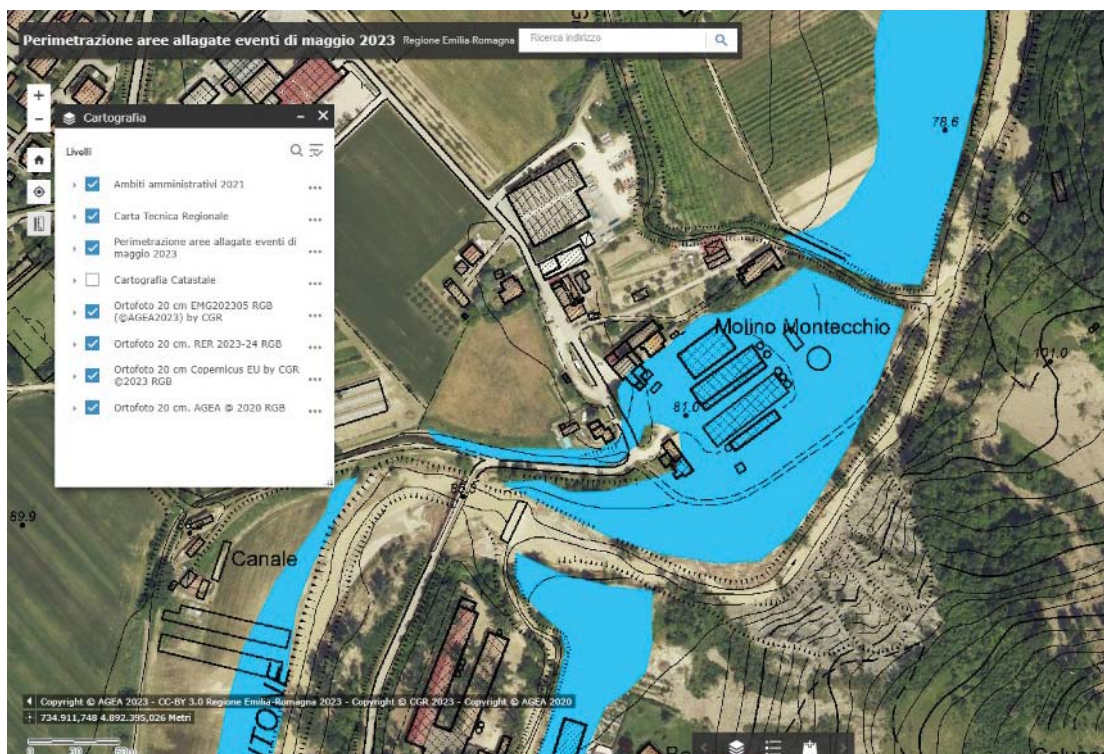 Perimetrazione aree allagate eventi di maggio 2023 Regione Emilia-Romagna
Ricerca indirizzo
+
−
Cartografia
Livelli
Ambiti amministrativi 2021
Carta Tecnica Regionale
Perimetrazione aree allagate eventi di
maggio 2023
Cartografia Catastale
Ortofoto 20 cm EMG202305 RGB
(©AGEA2023) by CGR
Ortofoto 20 cm. RER 2023-24 RGB
Ortofoto 20 cm Copernicus EU by CGR
©2023 RGB
Ortofoto 20 cm. AGEA @ 2020 RGB
78.6
Molino Montecchio
81.0
101.0
89.9
Canale
Copyright © AGEA 2023 - CC-BY 3.0 Regione Emilia-Romagna 2023 - Copyright © CGR 2023 - Copyright © AGEA 2020
734.911,748 4.892.395,026 Metri
0 30 60m